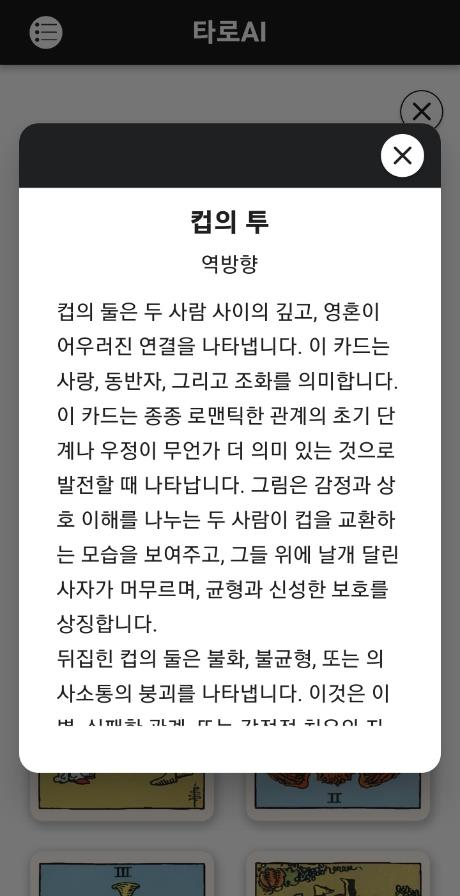 타로AI
컵의 투
역방향
컵의 둘은 두 사람 사이의 깊고, 영혼이
어우러진 연결을 나타냅니다. 이 카드는
사랑, 동반자, 그리고 조화를 의미합니다.
이 카드는 종종 로맨틱한 관계의 초기 단
계나 우정이 무언가 더 의미 있는 것으로
발전할 때 나타납니다. 그림은 감정과 상
호 이해를 나누는 두 사람이 컵을 교환하
는 모습을 보여주고, 그들 위에 날개 달린
사자가 머무르며, 균형과 신성한 보호를
상징합니다.
뒤집힌 컵의 둘은 불화, 불균형, 또는 의
사소통의 붕괴를 나타냅니다. 이것은 이
별, 실패한 관계, 또는 감정적
II
III